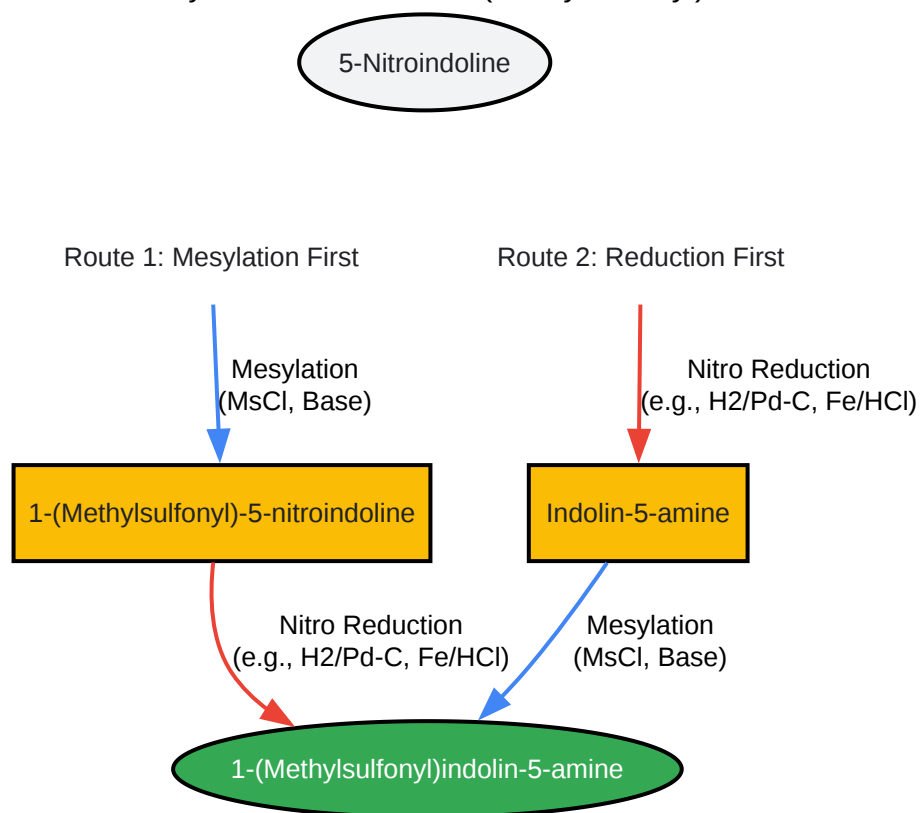 5-Nitroindoline
Route 1: Mesylation First
Route 2: Reduction First
Mesylation
(MsCl, Base)
Nitro Reduction
(e.g., H2/Pd-C, Fe/HCl)
1-(Methylsulfonyl)-5-nitroindoline
Indolin-5-amine
Nitro Reduction
(e.g., H2/Pd-C, Fe/HCl)
Mesylation
(MsCl, Base)
1-(Methylsulfonyl)indolin-5-amine